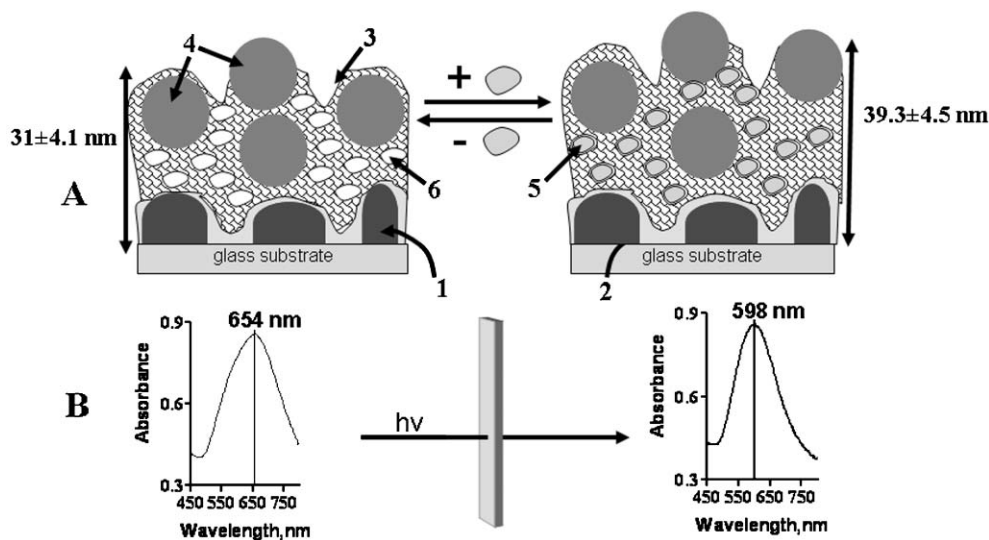 4
3
+
-
31±4.1 nm
39.3±4.5 nm
A
6
5
glass substrate
glass substrate
1
2
B
654 nm
0.9
0.6
0.3
Absorbance
450 550 650 750
Wavelength,nm
hv
598 nm
0.9
0.6
0.3
Absorbance
450 550 650 750
Wavelength,nm